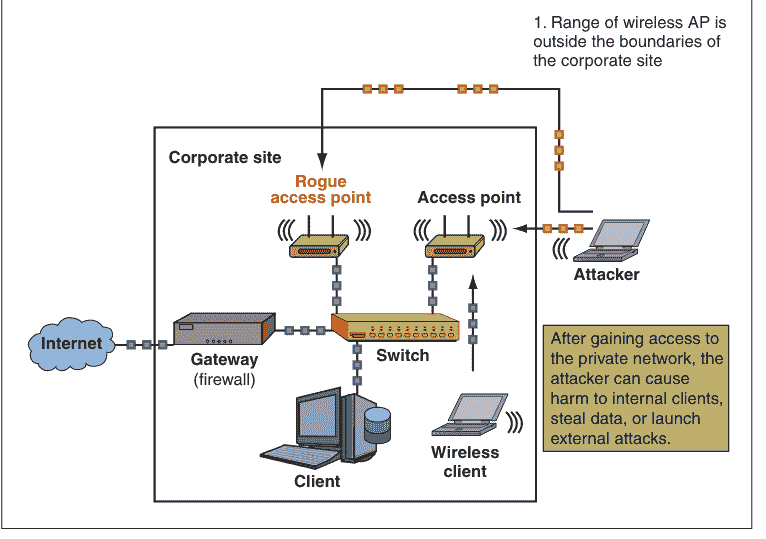 1. Range of wireless AP is
outside the boundaries of
the corporate site
Corporate site
Rogue
access point
Access point
Attacker
Internet
Gateway
(firewall)
Switch
After gaining access to
the private network, the
attacker can cause
harm to internal clients,
steal data, or launch
external attacks.
Client
Wireless
client